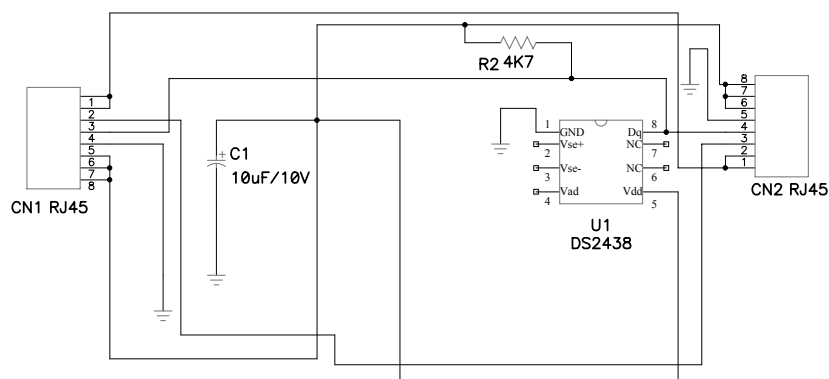 R2 4K7
1
2
3
4
5
6
7
8
CN1 RJ45
+
C1
10uF/10V
1 GND Dq 8
2 Vse+ NC 7
3 Vse- NC 6
4 Vad Vdd 5
U1
DS2438
8
7
6
5
4
3
2
1
CN2 RJ45